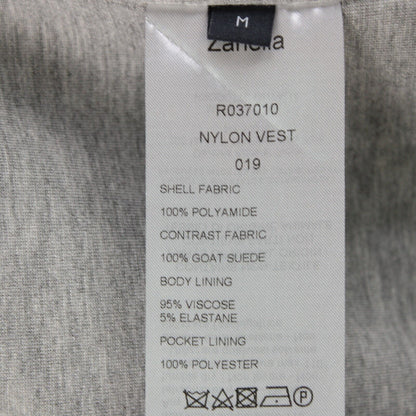 M
Zanella
R037010
NYLON VEST
019
SHELL FABRIC
100% POLYAMIDE
CONTRAST FABRIC
100% GOAT SUEDE
BODY LINING
95% VISCOSE
5% ELASTANE
POCKET LINING
100% POLYESTER
P